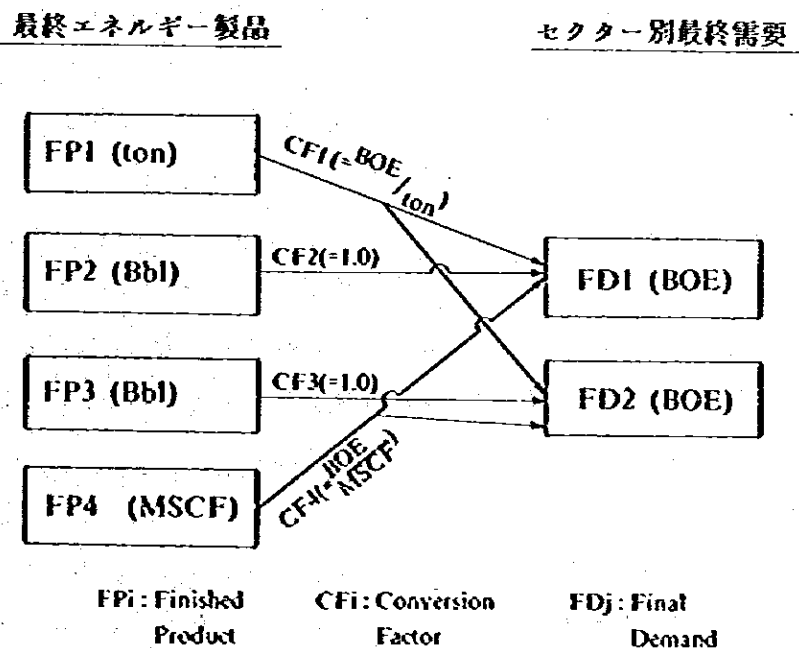 最終エネルギー製品
セクター別最終需要
FP1 (ton)
CF1(=BOE/ton)
FP2 (Bbl)
CF2(=1.0)
FD1 (BOE)
FP3 (Bbl)
CF3(=1.0)
FD2 (BOE)
FP4 (MSCF)
CF4(=BOE/MSCF)
FPi : Finished
Product
CFi : Conversion
Factor
FDj : Final
Demand